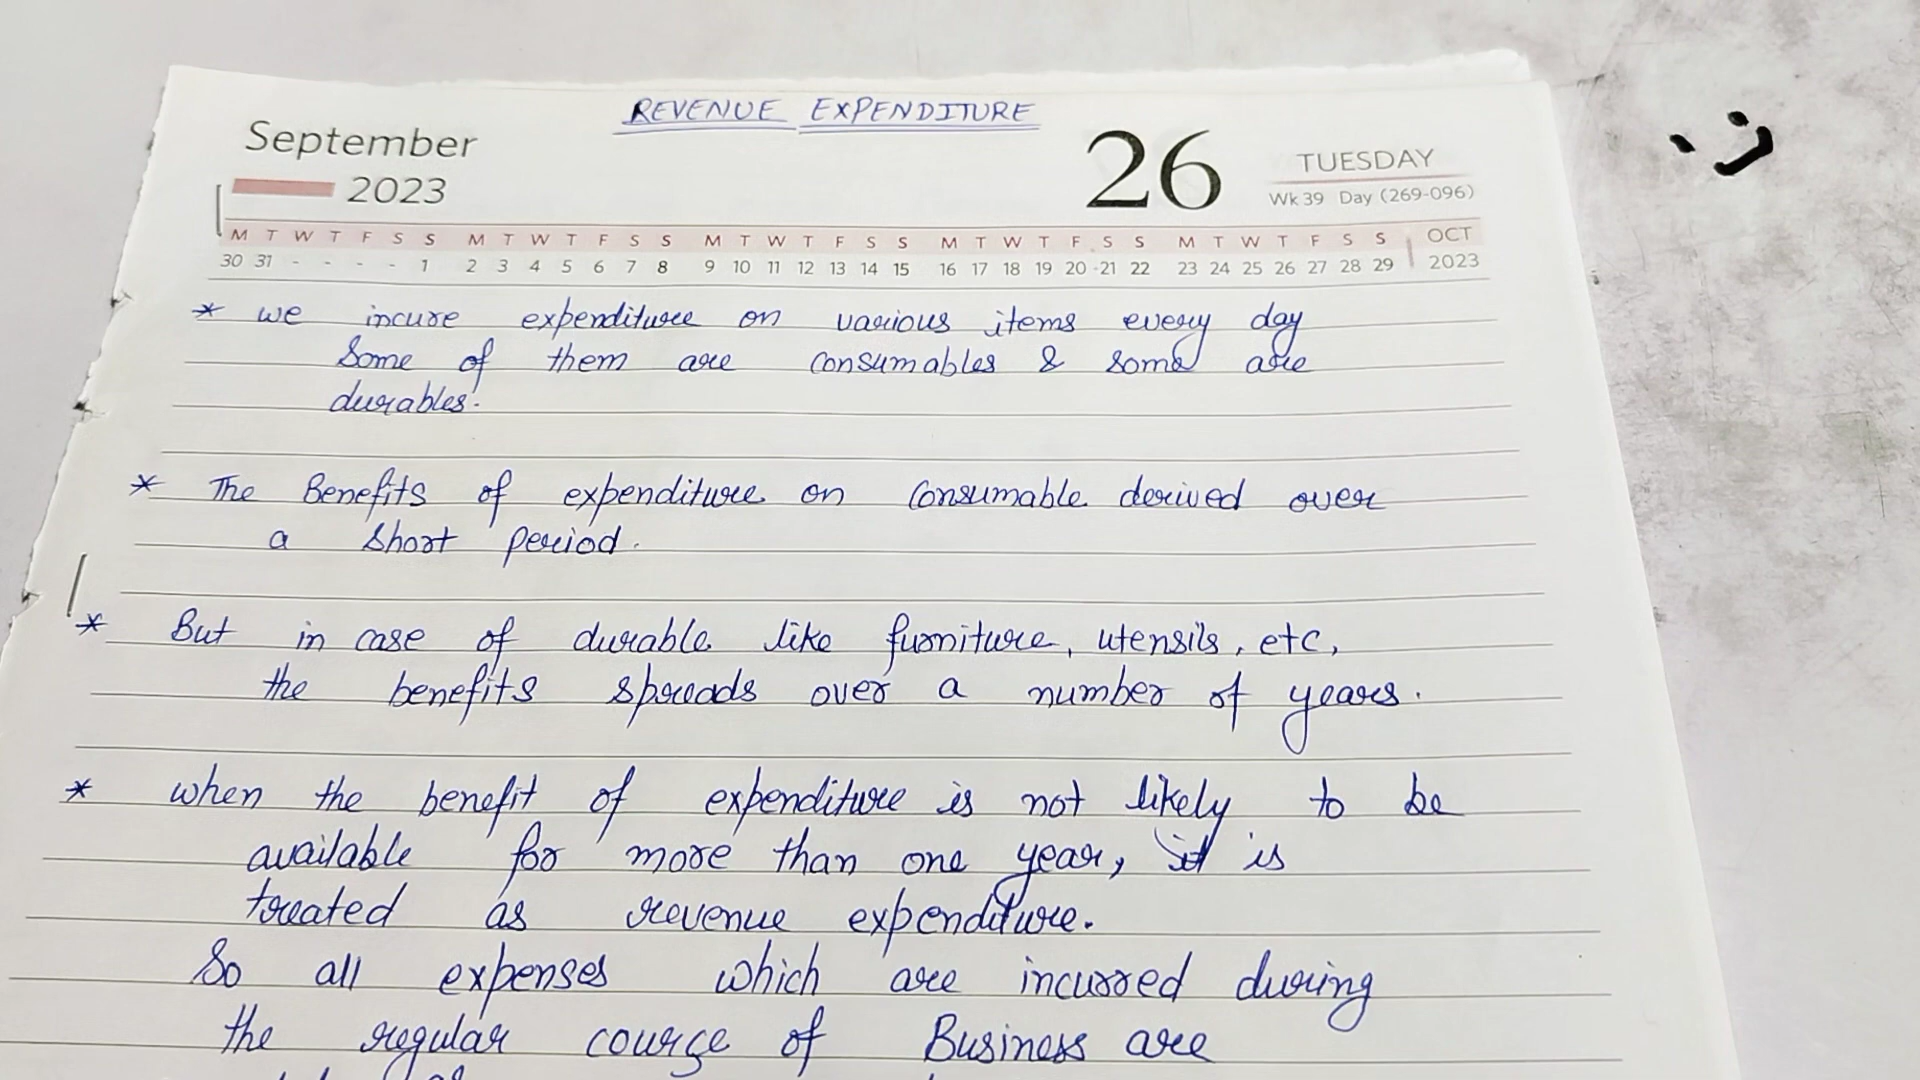 REVENUE EXPENDITURE
September
2023
26
TUESDAY
Wk 39 Day (269-096)
M T W T F S S M T W T F S S M T W T F S S M T W T F S S M T W T F S S OCT
30 31 - - - - 1 2 3 4 5 6 7 8 9 10 11 12 13 14 15 16 17 18 19 20 21 22 23 24 25 26 27 28 29 2023
* we incure expenditure on various items every day
Some of them are consumables & some are
durables.
* The Benefits of expenditure on Consumable derived over
a short period.
* But in case of durable like furniture, utensils, etc,
the benefits spreads over a number of years.
* when the benefit of expenditure is not likely to be
available for more than one year, it is
treated as revenue expenditure.
So all expenses which are incurred during
the regular course of Business are